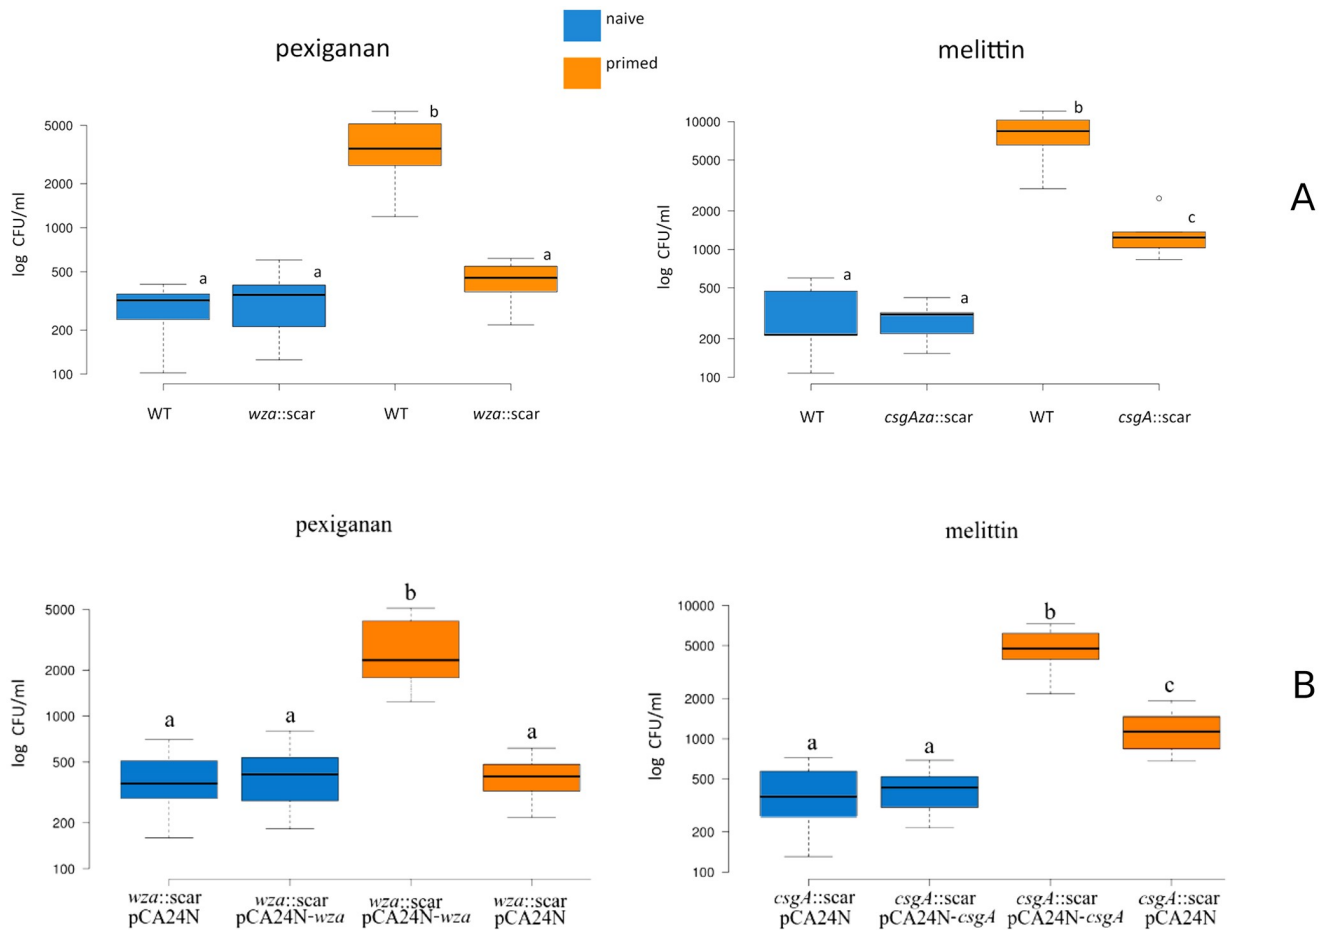 naive
primed
pexiganan
melittin
A
log CFU/ml
5000
2000
1000
500
200
100
b
a
a
a
WT
wza::scar
WT
wza::scar
log CFU/ml
10000
5000
2000
1000
500
200
100
b
c
a
a
WT
csgAza::scar
WT
csgA::scar
B
pexiganan
log CFU/ml
5000
2000
1000
500
200
100
a
a
b
a
wza::scar
pCA24N
wza::scar
pCA24N-wza
wza::scar
pCA24N-wza
wza::scar
pCA24N
melittin
log CFU/ml
10000
5000
2000
1000
500
200
100
a
a
b
c
csgA::scar
pCA24N
csgA::scar
pCA24N-csgA
csgA::scar
pCA24N-csgA
csgA::scar
pCA24N